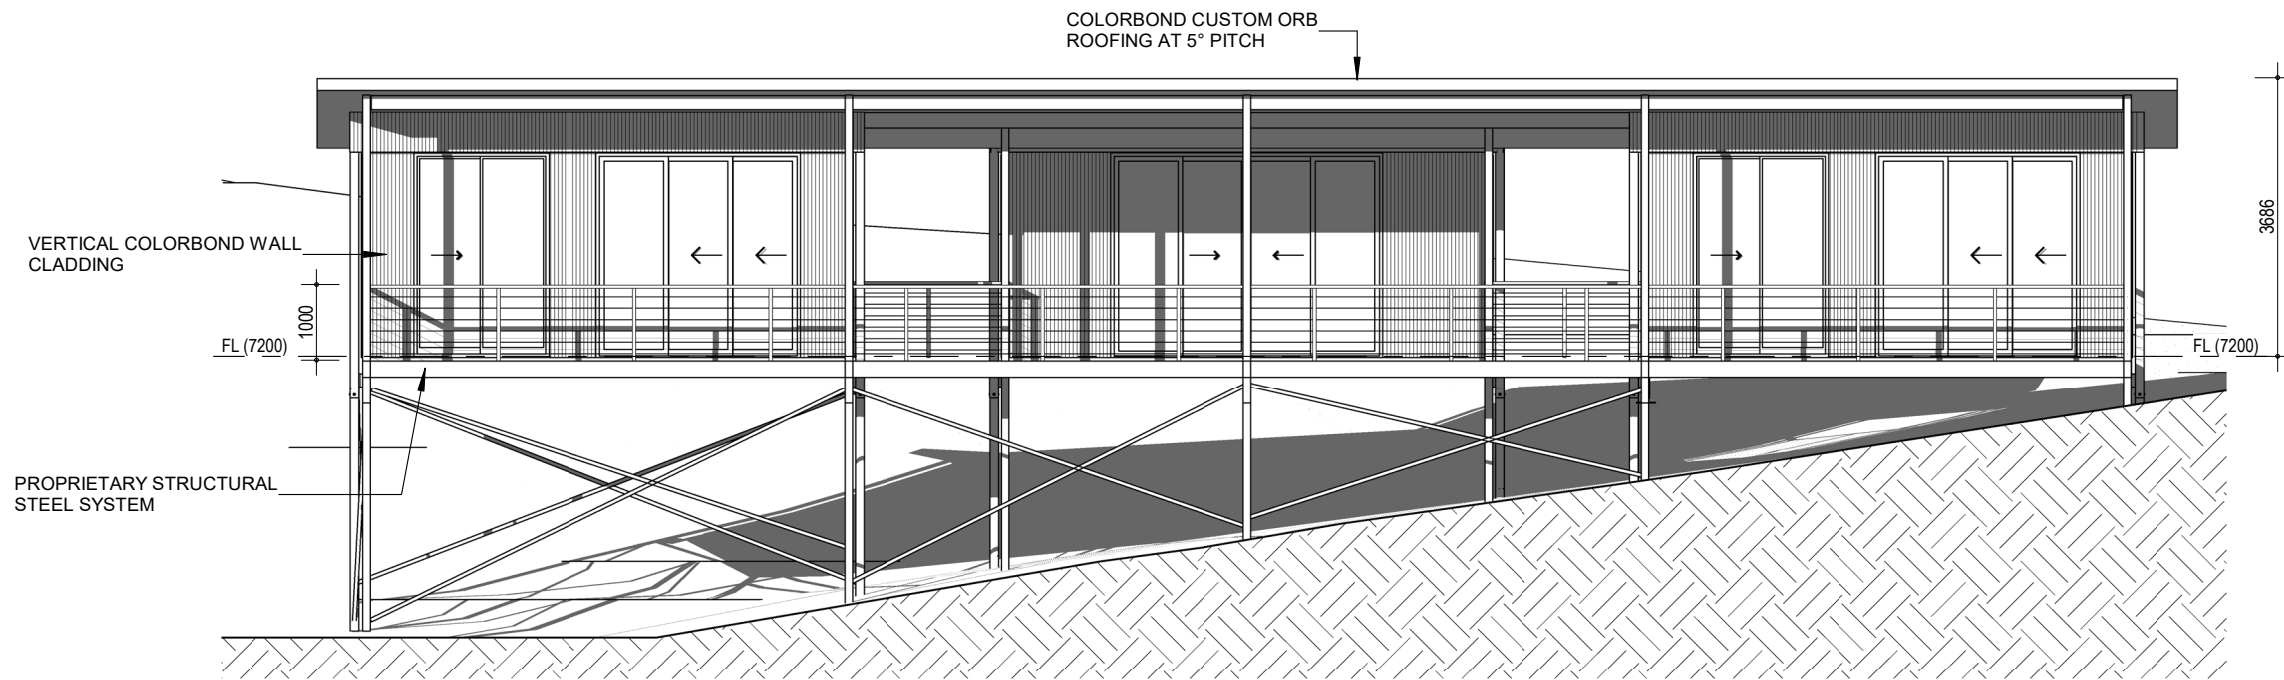 COLORBOND CUSTOM ORB
ROOFING AT 5° PITCH
3686
VERTICAL COLORBOND WALL
CLADDING
1000
FL (7200)
FL (7200)
PROPRIETARY STRUCTURAL
STEEL SYSTEM